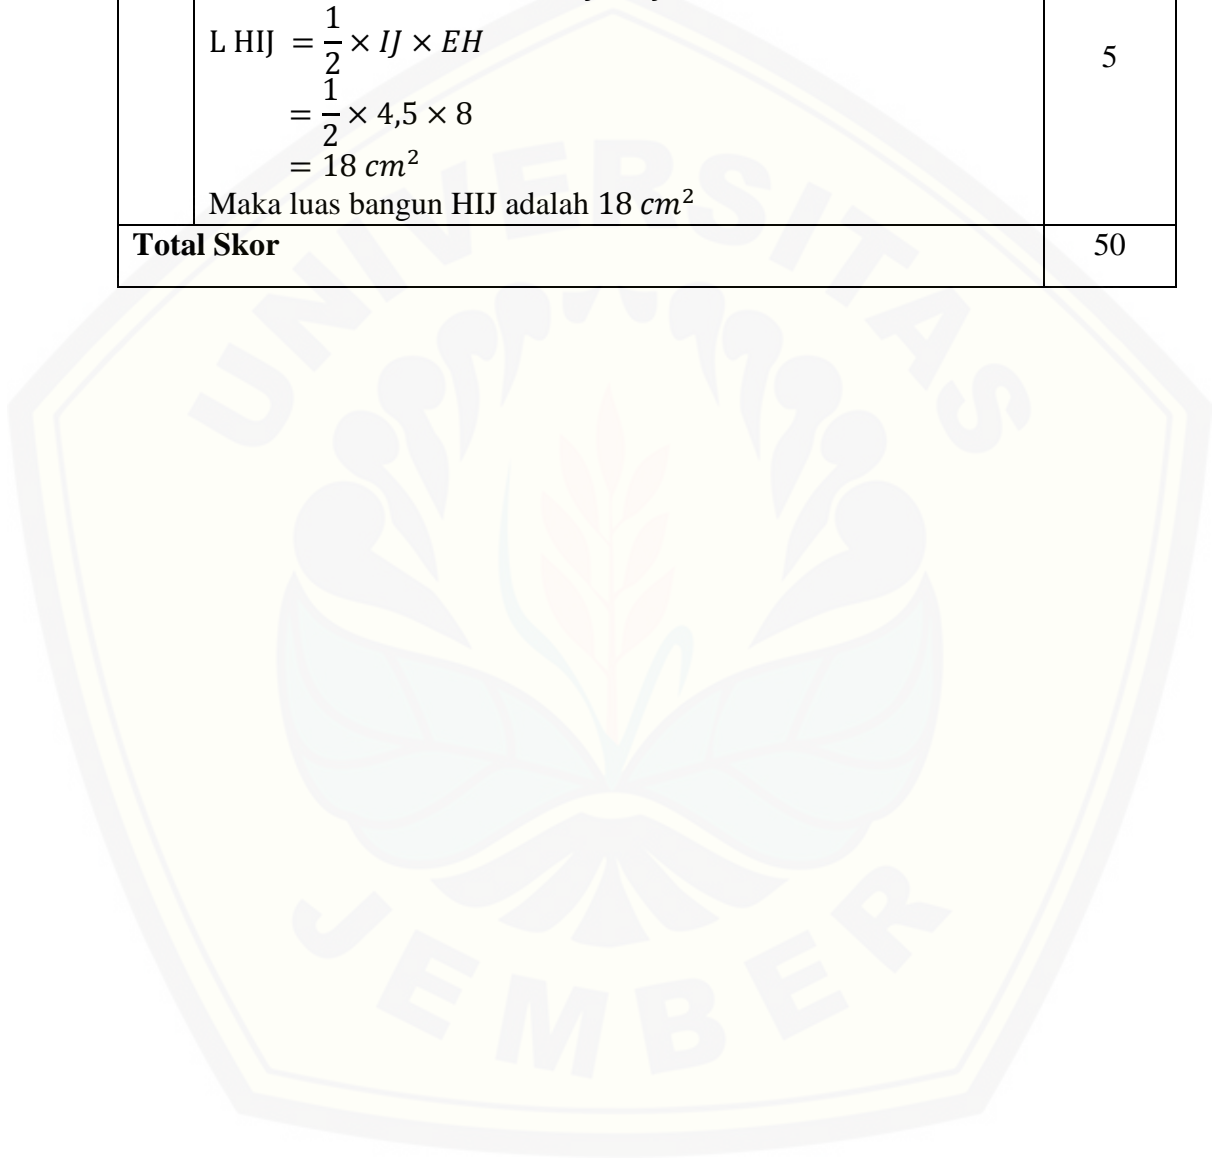 L HIJ = 1/2 × IJ × EH
5
= 1/2 × 4,5 × 8
= 18 cm²
Maka luas bangun HIJ adalah 18 cm²
Total Skor 50
UNIVERSITAS
JEMBER